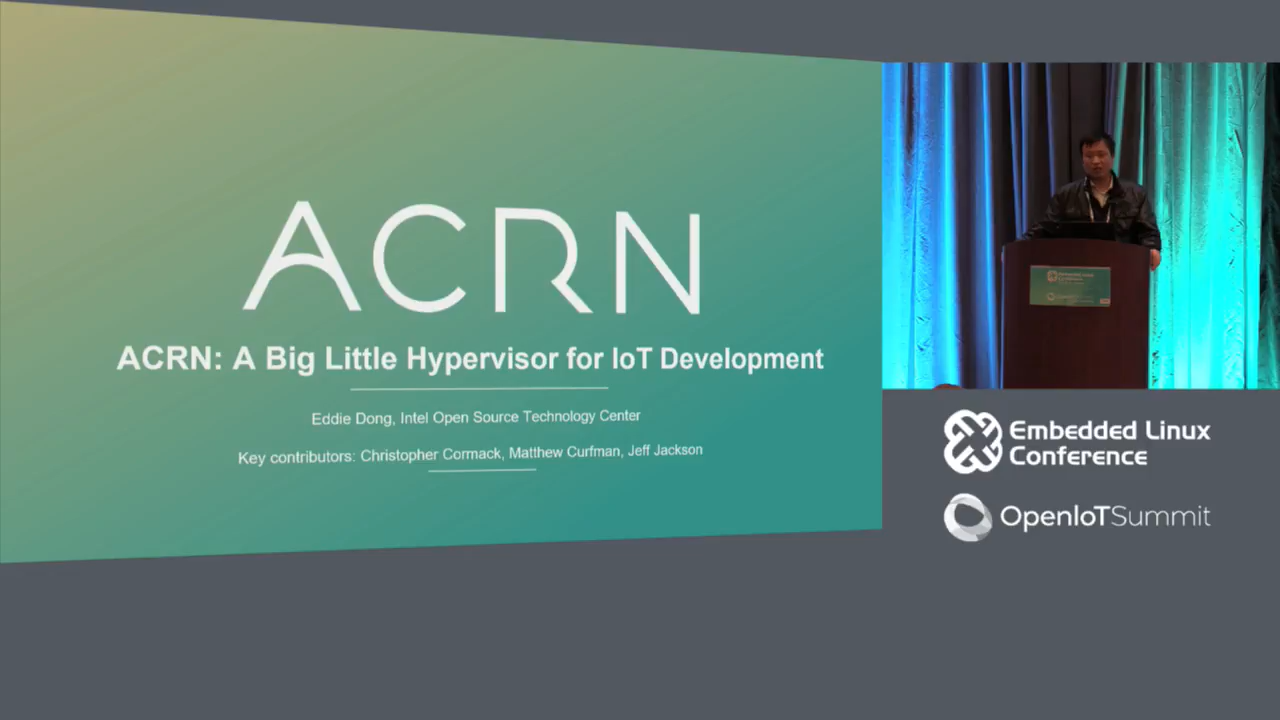 ACRN
ACRN: A Big Little Hypervisor for IoT Development
Eddie Dong, Intel Open Source Technology Center
Key contributors: Christopher Cormack, Matthew Curfman, Jeff Jackson
Embedded Linux
Conference
OpenIoTSummit